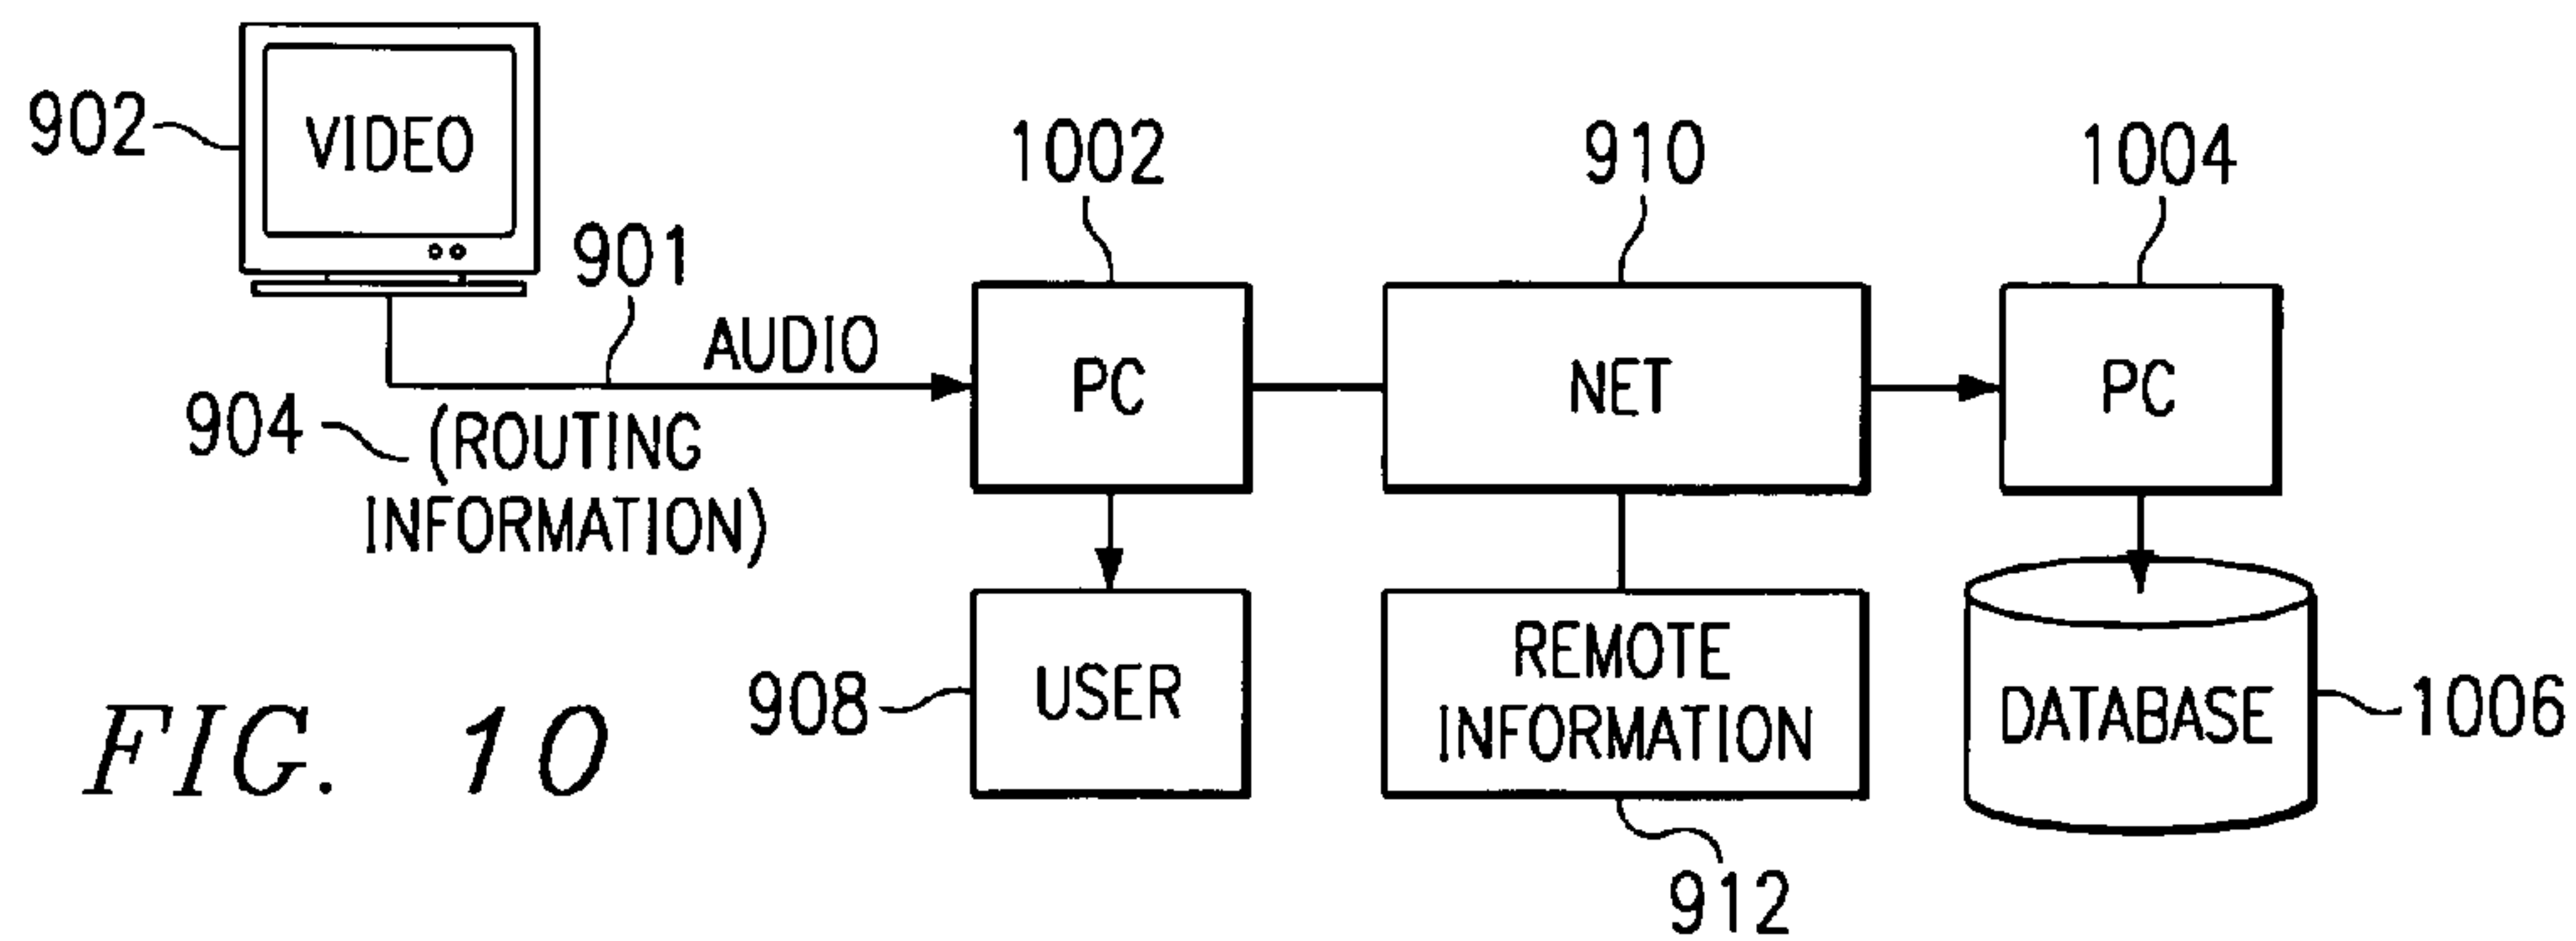 902
VIDEO
901
AUDIO
904
(ROUTING
INFORMATION)
1002
PC
910
NET
1004
PC
908
USER
REMOTE
INFORMATION
912
DATABASE
1006
FIG. 10